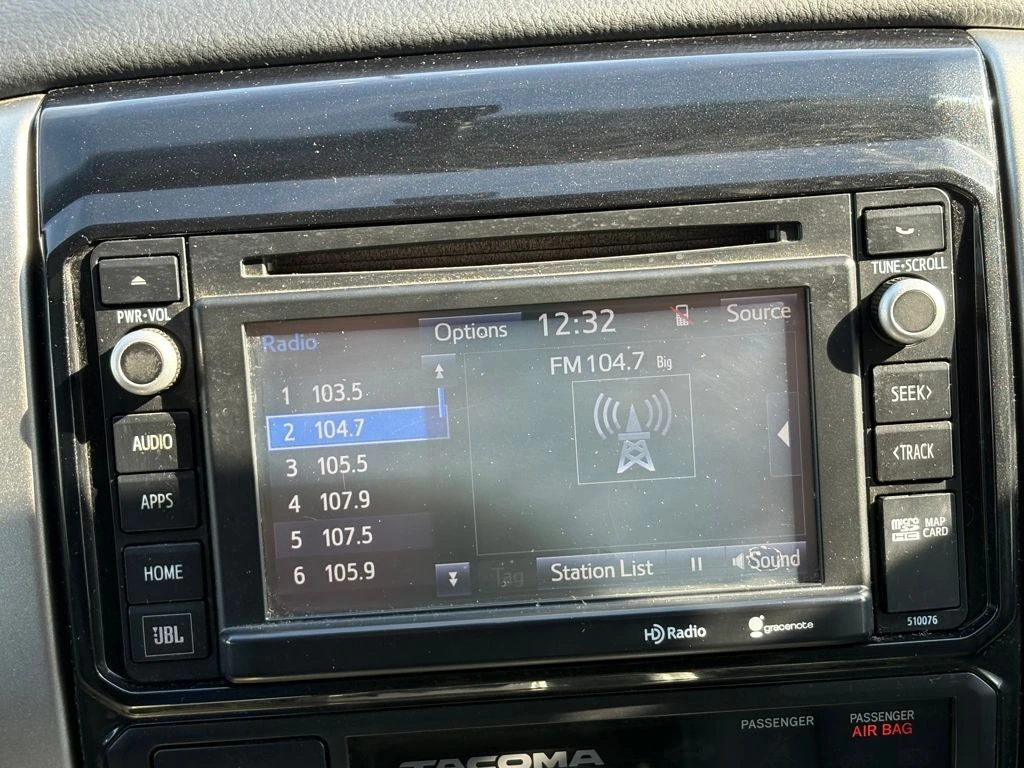 PWR•VOL
AUDIO
APPS
HOME
JBL
Radio
Options
12:32
Source
1 103.5
2 104.7
3 105.5
4 107.9
5 107.5
6 105.9
FM 104.7 Big
Tag
Station List
Sound
HD Radio
gracenote
TUNE•SCROLL
SEEK>
<TRACK
micro SD HC
MAP CARD
510076
PASSENGER
PASSENGER
AIR BAG
TACOMA